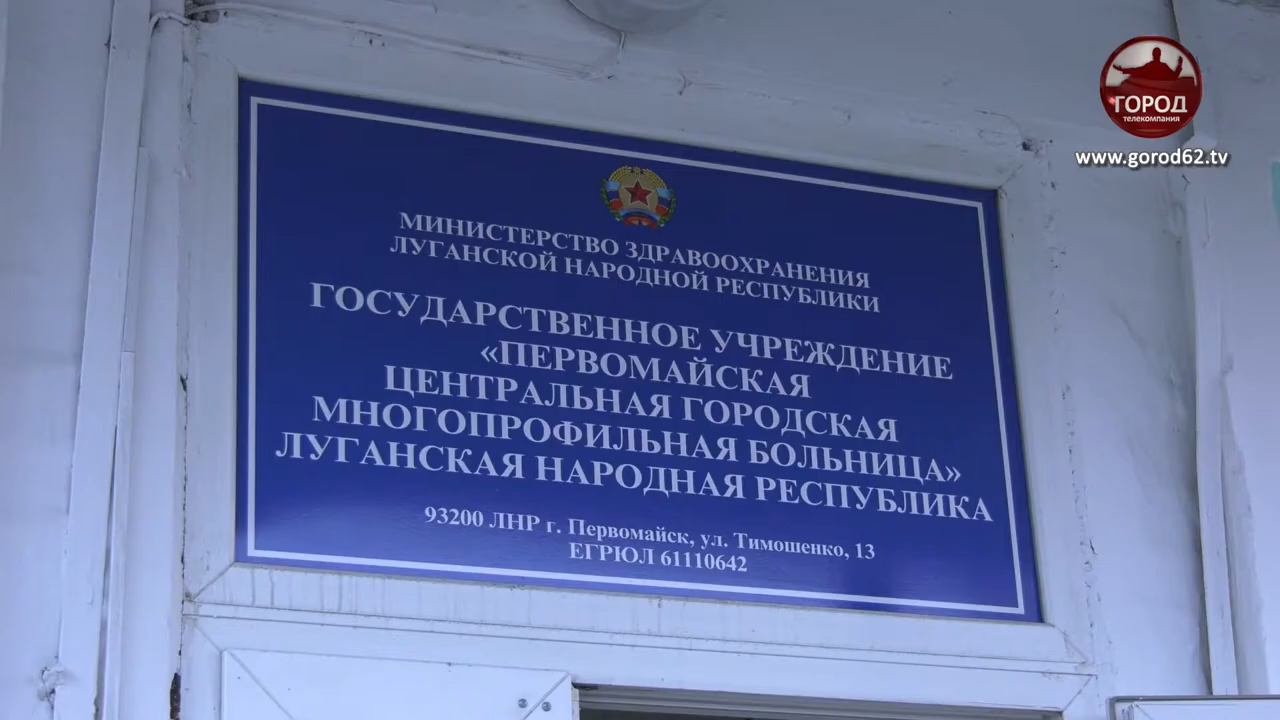 ГОРОД
телекомпания
www.gorod62.tv
МИНИСТЕРСТВО ЗДРАВООХРАНЕНИЯ
ЛУГАНСКОЙ НАРОДНОЙ РЕСПУБЛИКИ
ГОСУДАРСТВЕННОЕ УЧРЕЖДЕНИЕ
«ПЕРВОМАЙСКАЯ
ЦЕНТРАЛЬНАЯ ГОРОДСКАЯ
МНОГОПРОФИЛЬНАЯ БОЛЬНИЦА»
ЛУГАНСКАЯ НАРОДНАЯ РЕСПУБЛИКА
93200 ЛНР г. Первомайск, ул. Тимошенко, 13
ЕГРЮЛ 61110642